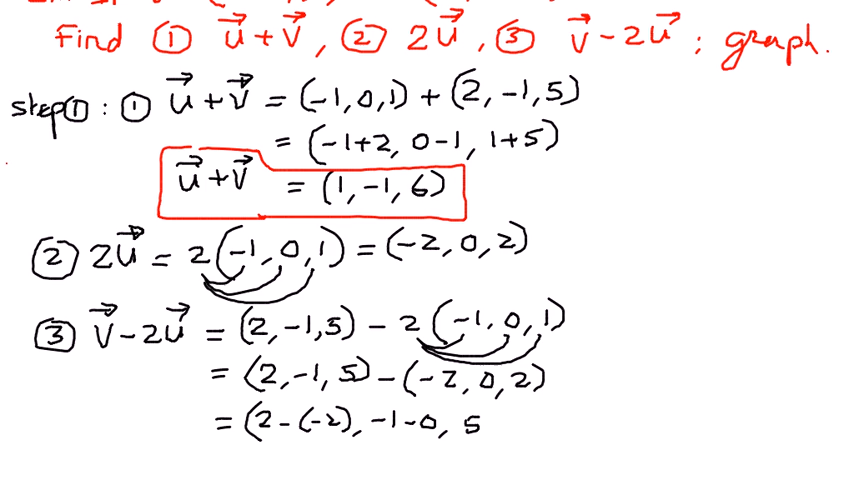 Find ① u⃗+v⃗, ② 2u⃗, ③ v⃗-2u⃗; graph.
step①: ① u⃗+v⃗ = (-1,0,1)+(2,-1,5)
= (-1+2, 0-1, 1+5)
u⃗+v⃗ = (1,-1,6)
② 2u⃗ = 2(-1,0,1)=(-2,0,2)
③ v⃗-2u⃗ = (2,-1,5)-2(-1,0,1)
= (2,-1,5)-(-2,0,2)
= (2-(-2), -1-0, 5